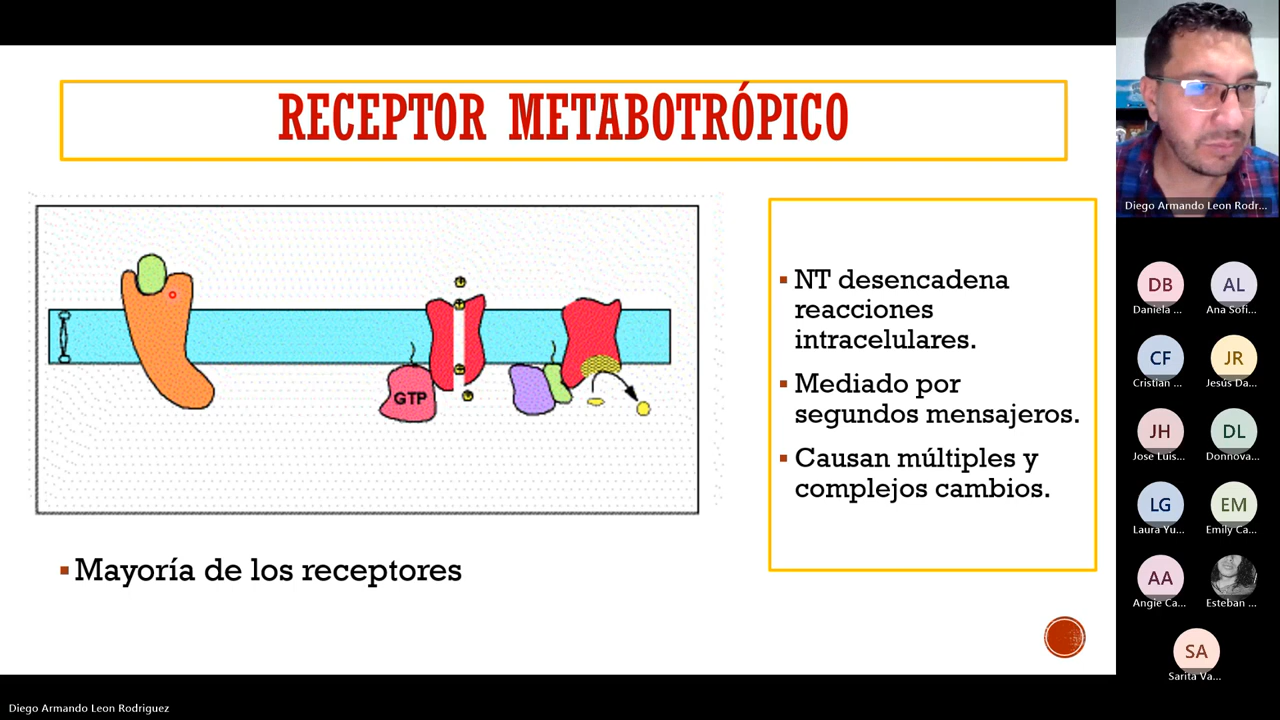 RECEPTOR METABOTRÓPICO
GTP
▪ NT desencadena
reacciones
intracelulares.
▪ Mediado por
segundos mensajeros.
▪ Causan múltiples y
complejos cambios.
▪ Mayoría de los receptores
Diego Armando Leon Rodr...
DB
Daniela ...
AL
Ana Sofi...
CF
Cristian ...
JR
Jesús Da...
JH
Jose Luis...
DL
Donnova...
LG
Laura Yu...
EM
Emily Ca...
AA
Angie Ca...
Esteban ...
SA
Sarita Va...
Diego Armando Leon Rodriguez